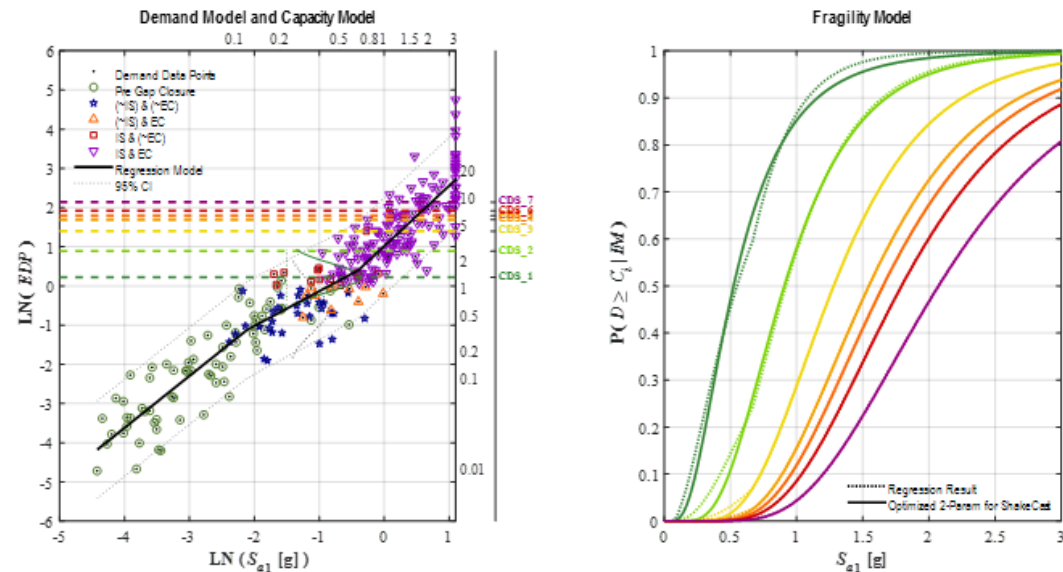 Demand Model and Capacity Model
0.1 0.2 0.5 0.8 1 1.5 2 3
6
5
4
3
2
1
0
-1
-2
-3
-4
-5
-6
LN(EDP)
Demand Data Points
Pre Gap Closure
(~IS) & (~EC)
(~IS) & EC
IS & (~EC)
IS & EC
Regression Model
95% CI
20
10
5
2
1
0.5
0.2
0.1
0.01
CDS_7
CDS_6
CDS_3
CDS_2
CDS_1
-5 -4 -3 -2 -1 0 1
LN (Sa1 [g])
Fragility Model
1
0.9
0.8
0.7
0.6
0.5
0.4
0.3
0.2
0.1
0
P( D ≥ Ci | IM)
Regression Result
Optimized 2-Param for ShakeCast
0 0.5 1 1.5 2 2.5 3
Sa1 [g]